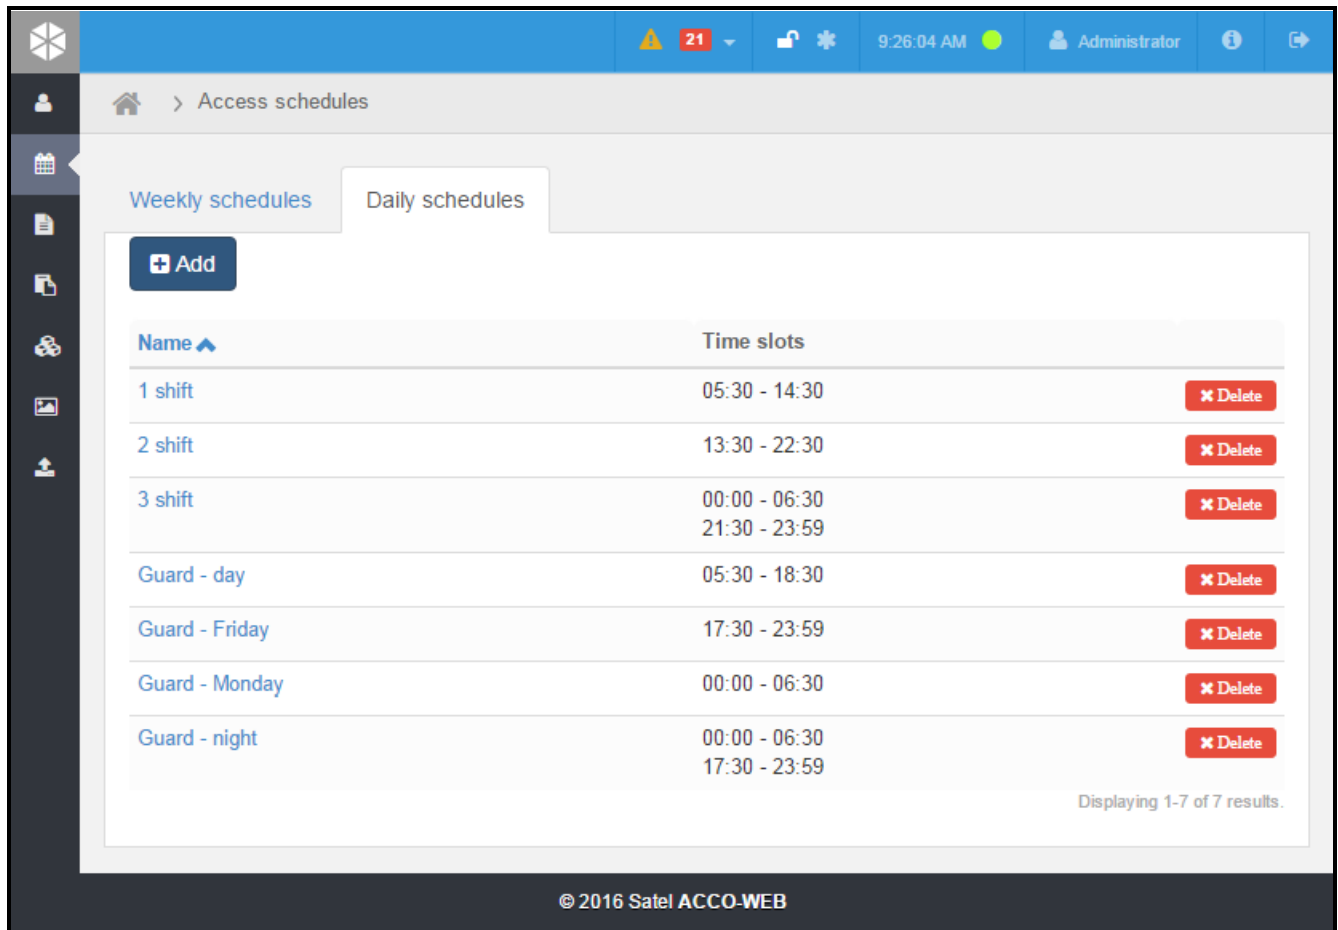 21 9:26:04 AM Administrator
Access schedules
Weekly schedules Daily schedules
Add
Name Time slots
1 shift 05:30 - 14:30 Delete
2 shift 13:30 - 22:30 Delete
3 shift 00:00 - 06:30 Delete
21:30 - 23:59
Guard - day 05:30 - 18:30 Delete
Guard - Friday 17:30 - 23:59 Delete
Guard - Monday 00:00 - 06:30 Delete
Guard - night 00:00 - 06:30 Delete
17:30 - 23:59
Displaying 1-7 of 7 results.
© 2016 Satel ACCO-WEB